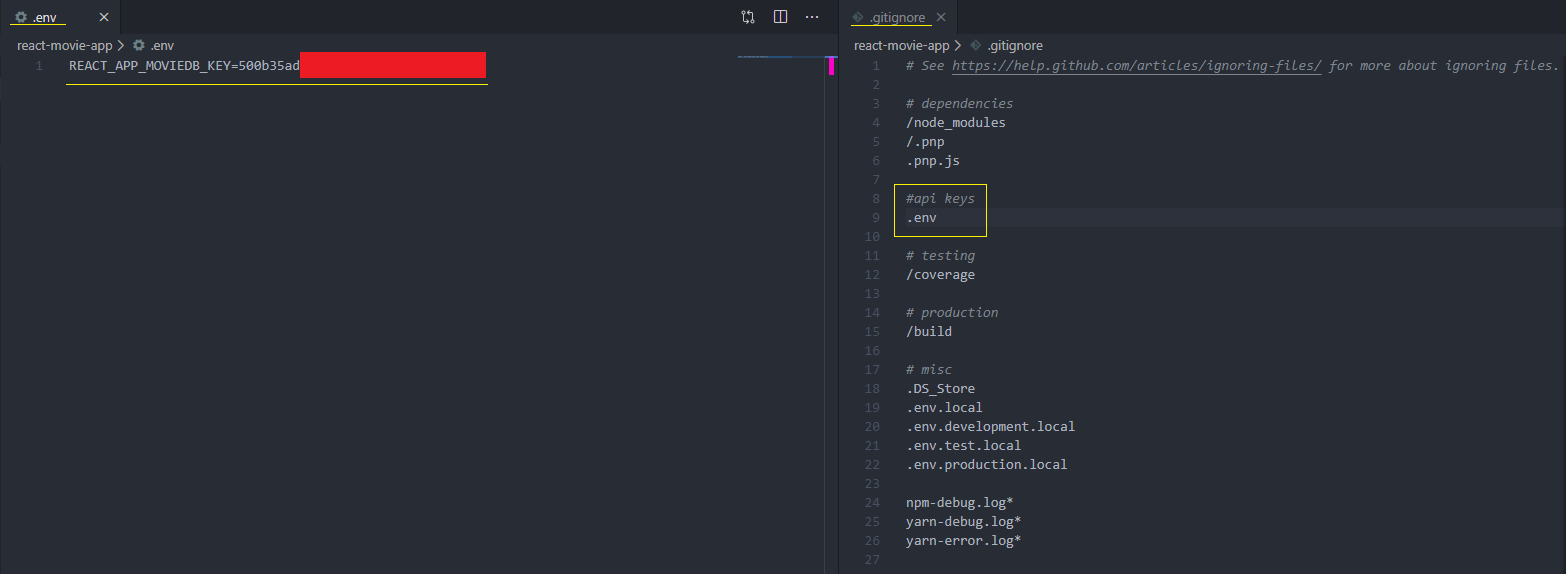 .env
react-movie-app > .env
1 REACT_APP_MOVIEDB_KEY=500b35ad
.gitignore
react-movie-app > .gitignore
1 # See https://help.github.com/articles/ignoring-files/ for more about ignoring files.
2
3 # dependencies
4 /node_modules
5 /.pnp
6 .pnp.js
7
8 #api keys
9 .env
10
11 # testing
12 /coverage
13
14 # production
15 /build
16
17 # misc
18 .DS_Store
19 .env.local
20 .env.development.local
21 .env.test.local
22 .env.production.local
23
24 npm-debug.log*
25 yarn-debug.log*
26 yarn-error.log*
27